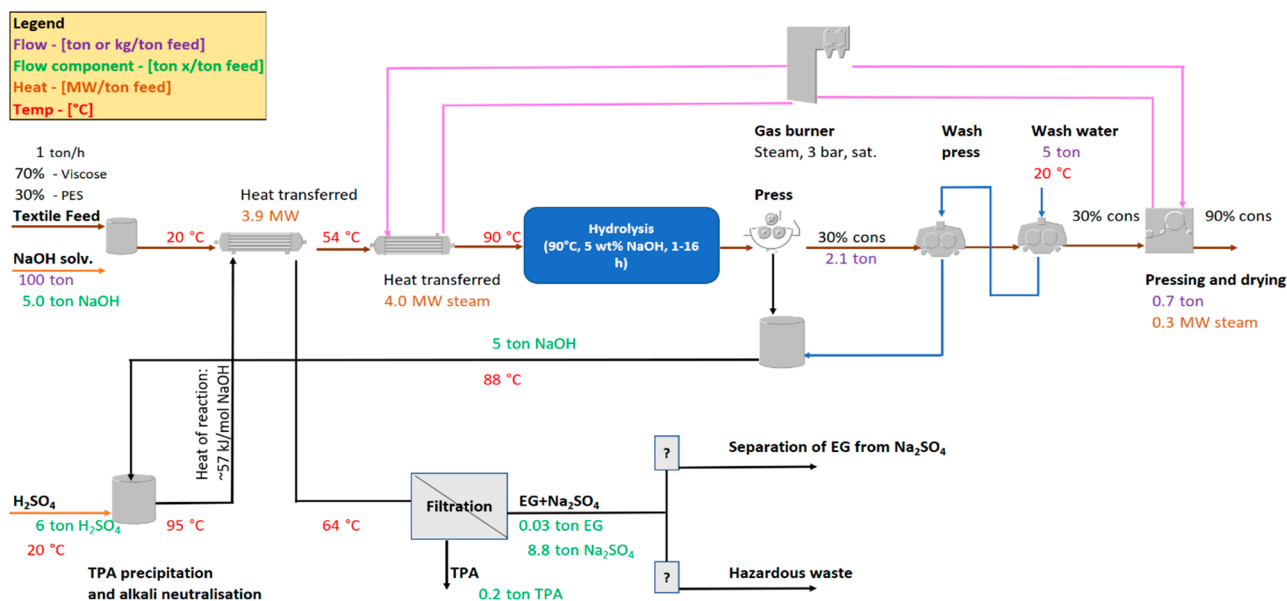 Legend
Flow - [ton or kg/ton feed]
Flow component - [ton x/ton feed]
Heat - [MW/ton feed]
Temp - [°C]
1 ton/h
70% - Viscose
30% - PES
Textile Feed
NaOH solv.
100 ton
5.0 ton NaOH
20 °C
Heat transferred
3.9 MW
54 °C
Heat transferred
4.0 MW steam
90 °C
Hydrolysis
(90°C, 5 wt% NaOH, 1-16
h)
Gas burner
Steam, 3 bar, sat.
Press
30% cons
2.1 ton
Wash
press
Wash water
5 ton
20 °C
30% cons
90% cons
Pressing and drying
0.7 ton
0.3 MW steam
5 ton NaOH
88 °C
Heat of reaction:
~57 kJ/mol NaOH
H₂SO₄
6 ton H₂SO₄
20 °C
95 °C
TPA precipitation
and alkali neutralisation
64 °C
Filtration
TPA
0.2 ton TPA
EG+Na₂SO₄
0.03 ton EG
8.8 ton Na₂SO₄
?
Separation of EG from Na₂SO₄
?
Hazardous waste